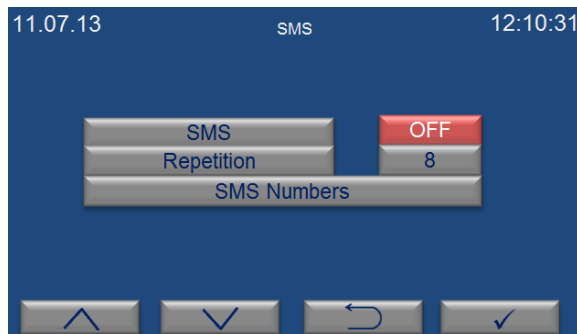 11.07.13 SMS 12:10:31
SMS OFF
Repetition 8
SMS Numbers